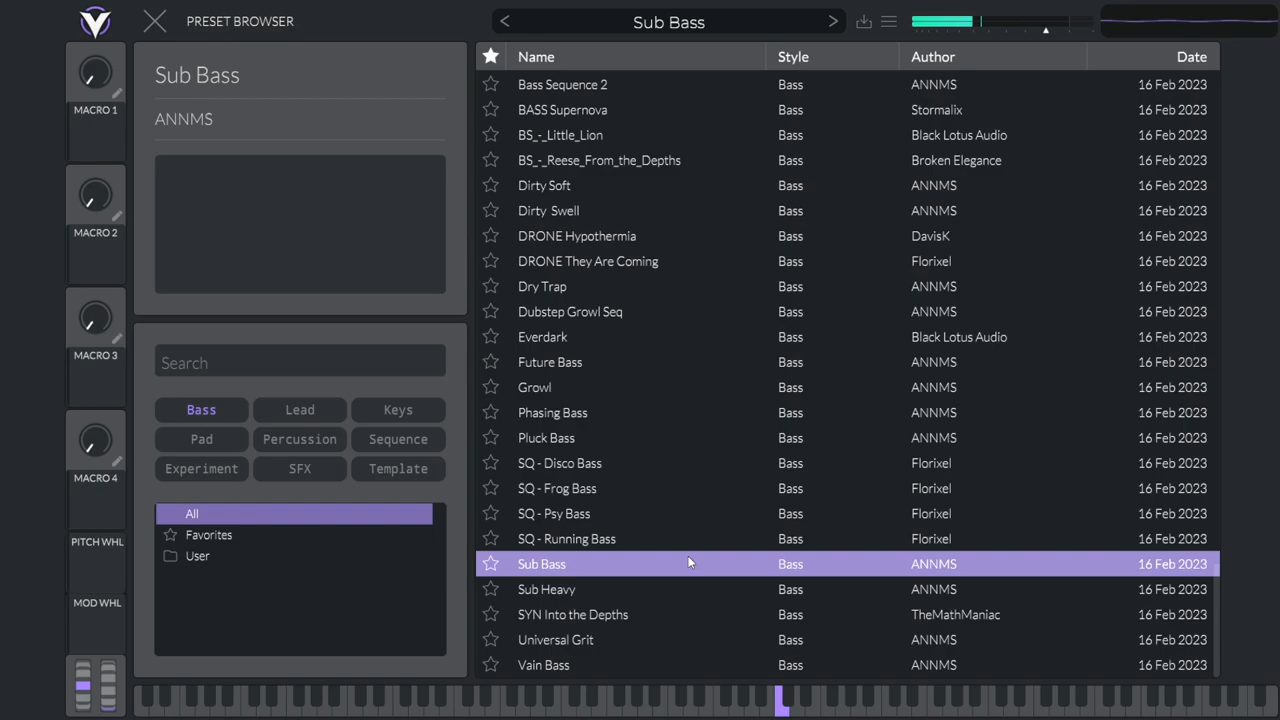 PRESET BROWSER
Sub Bass
MACRO 1
MACRO 2
MACRO 3
MACRO 4
PITCH WHL
MOD WHL
Sub Bass
ANNMS
Search
Bass Lead Keys
Pad Percussion Sequence
Experiment SFX Template
All
Favorites
User
Name Style Author Date
Bass Sequence 2 Bass ANNMS 16 Feb 2023
BASS Supernova Bass Stormalix 16 Feb 2023
BS_-_Little_Lion Bass Black Lotus Audio 16 Feb 2023
BS_-_Reese_From_the_Depths Bass Broken Elegance 16 Feb 2023
Dirty Soft Bass ANNMS 16 Feb 2023
Dirty  Swell Bass ANNMS 16 Feb 2023
DRONE Hypothermia Bass DavisK 16 Feb 2023
DRONE They Are Coming Bass Florixel 16 Feb 2023
Dry Trap Bass ANNMS 16 Feb 2023
Dubstep Growl Seq Bass ANNMS 16 Feb 2023
Everdark Bass Black Lotus Audio 16 Feb 2023
Future Bass Bass ANNMS 16 Feb 2023
Growl Bass ANNMS 16 Feb 2023
Phasing Bass Bass ANNMS 16 Feb 2023
Pluck Bass Bass ANNMS 16 Feb 2023
SQ - Disco Bass Bass Florixel 16 Feb 2023
SQ - Frog Bass Bass Florixel 16 Feb 2023
SQ - Psy Bass Bass Florixel 16 Feb 2023
SQ - Running Bass Bass Florixel 16 Feb 2023
Sub Bass Bass ANNMS 16 Feb 2023
Sub Heavy Bass ANNMS 16 Feb 2023
SYN Into the Depths Bass TheMathManiac 16 Feb 2023
Universal Grit Bass ANNMS 16 Feb 2023
Vain Bass Bass ANNMS 16 Feb 2023